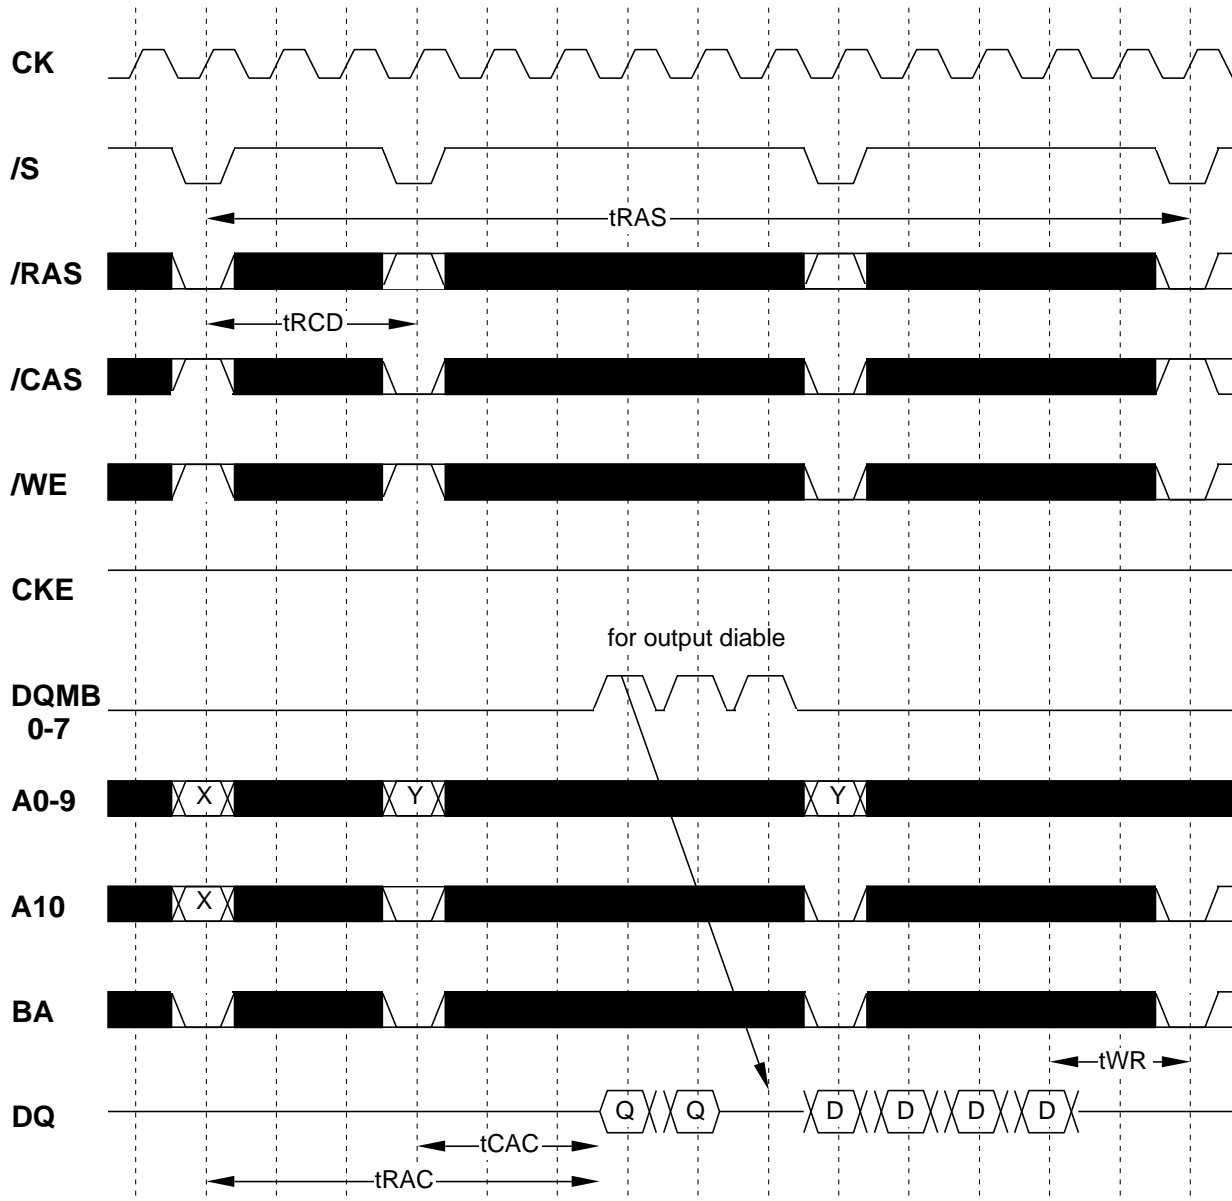 CK
/S
tRAS
/RAS
tRCD
/CAS
/WE
CKE
for output diable
DQMB
0-7
A0-9 X Y Y
A10 X
BA
tWR
DQ Q Q D D D D
tCAC
tRAC